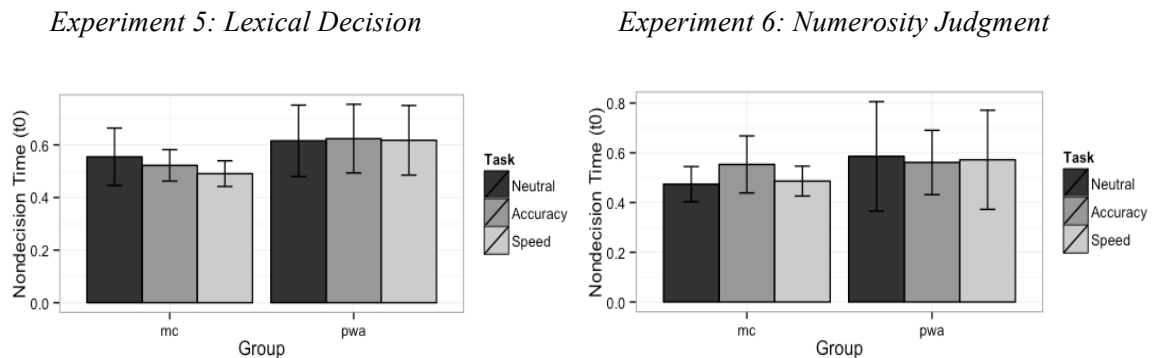 Experiment 5: Lexical Decision
Nondecision Time (t0)
0.6
0.4
0.2
0.0
mc
pwa
Group
Task
Neutral
Accuracy
Speed
Experiment 6: Numerosity Judgment
Nondecision Time (t0)
0.8
0.6
0.4
0.2
0.0
mc
pwa
Group
Task
Neutral
Accuracy
Speed